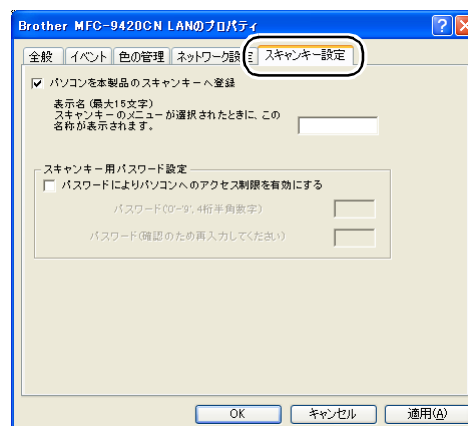 Brother MFC-9420CN LANのプロパティ
全般 イベント 色の管理 ネットワーク設定 スキャンキー設定
パソコンを本製品のスキャンキーへ登録
表示名(最大15文字)
スキャンキーのメニューが選択されたときに、この
名称が表示されます。
スキャンキー用パスワード設定
パスワードによりパソコンへのアクセス制限を有効にする
パスワード('0'-'9', 4桁半角数字)
パスワード(確認のため再入力してください)
OK キャンセル 適用(A)